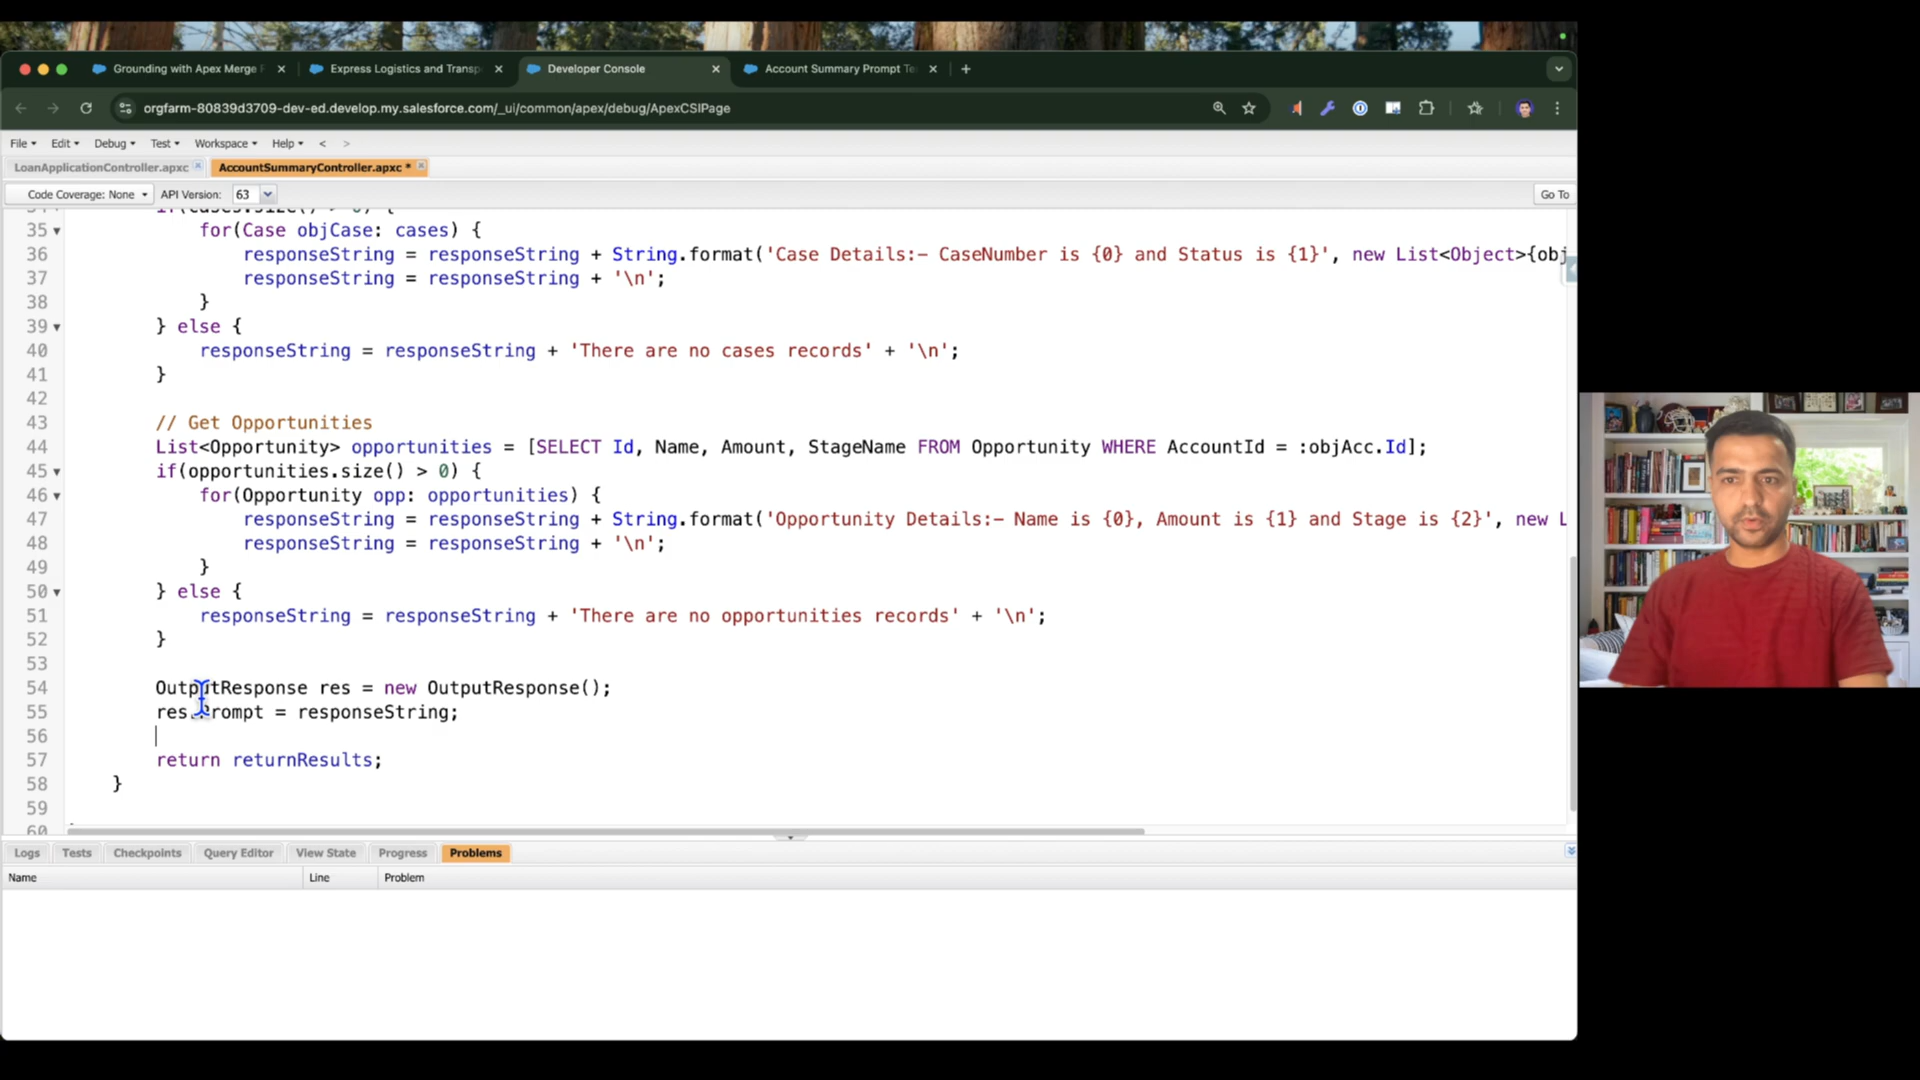 Grounding with Apex Merge
Express Logistics and Transp
Developer Console
Account Summary Prompt Te
orgfarm-80839d3709-dev-ed.develop.my.salesforce.com/_ui/common/apex/debug/ApexCSIPage
File Edit Debug Test Workspace Help < >
LoanApplicationController.apxc
AccountSummaryController.apxc *
Code Coverage: None API Version: 63 Go To
35 for(Case objCase: cases) {
36 responseString = responseString + String.format('Case Details:- CaseNumber is {0} and Status is {1}', new List<Object>{obj
37 responseString = responseString + '\n';
38 }
39 } else {
40 responseString = responseString + 'There are no cases records' + '\n';
41 }
42
43 // Get Opportunities
44 List<Opportunity> opportunities = [SELECT Id, Name, Amount, StageName FROM Opportunity WHERE AccountId = :objAcc.Id];
45 if(opportunities.size() > 0) {
46 for(Opportunity opp: opportunities) {
47 responseString = responseString + String.format('Opportunity Details:- Name is {0}, Amount is {1} and Stage is {2}', new L
48 responseString = responseString + '\n';
49 }
50 } else {
51 responseString = responseString + 'There are no opportunities records' + '\n';
52 }
53
54 OutputResponse res = new OutputResponse();
55 res.Prompt = responseString;
56
57 return returnResults;
58 }
59
60
Logs Tests Checkpoints Query Editor View State Progress Problems
Name Line Problem